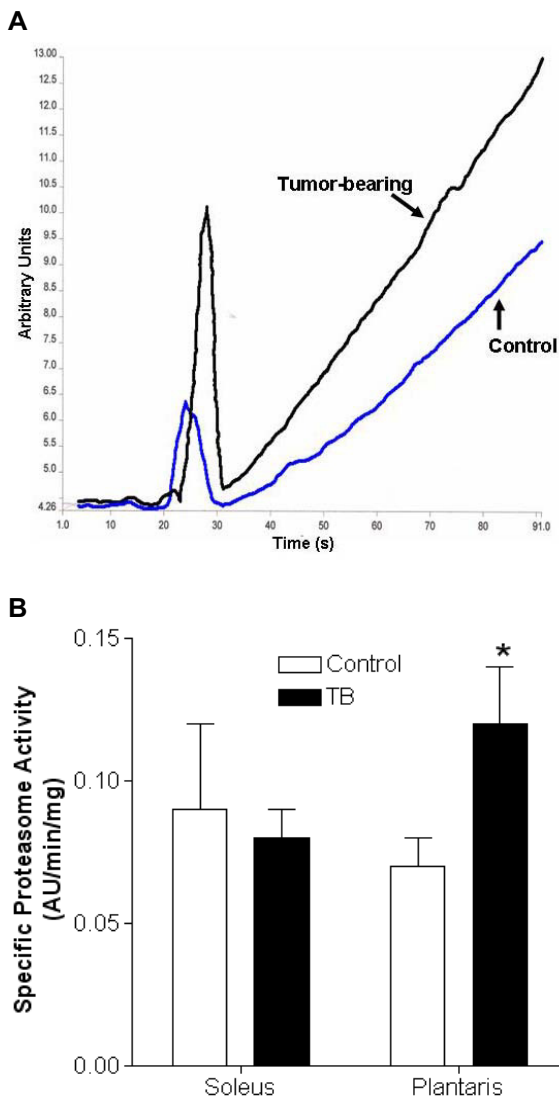 A
13.00
12.5
12.0
11.5
11.0
10.5
10.0
9.5
9.0
8.5
8.0
7.5
7.0
6.5
6.0
5.5
5.0
4.26
Arbitrary Units
Tumor-bearing
Control
1.0 10 20 30 40 50 60 70 80 91.0
Time (s)
B
0.15
0.10
0.05
0.00
Specific Proteasome Activity
(AU/min/mg)
Control
TB
*
Soleus Plantaris